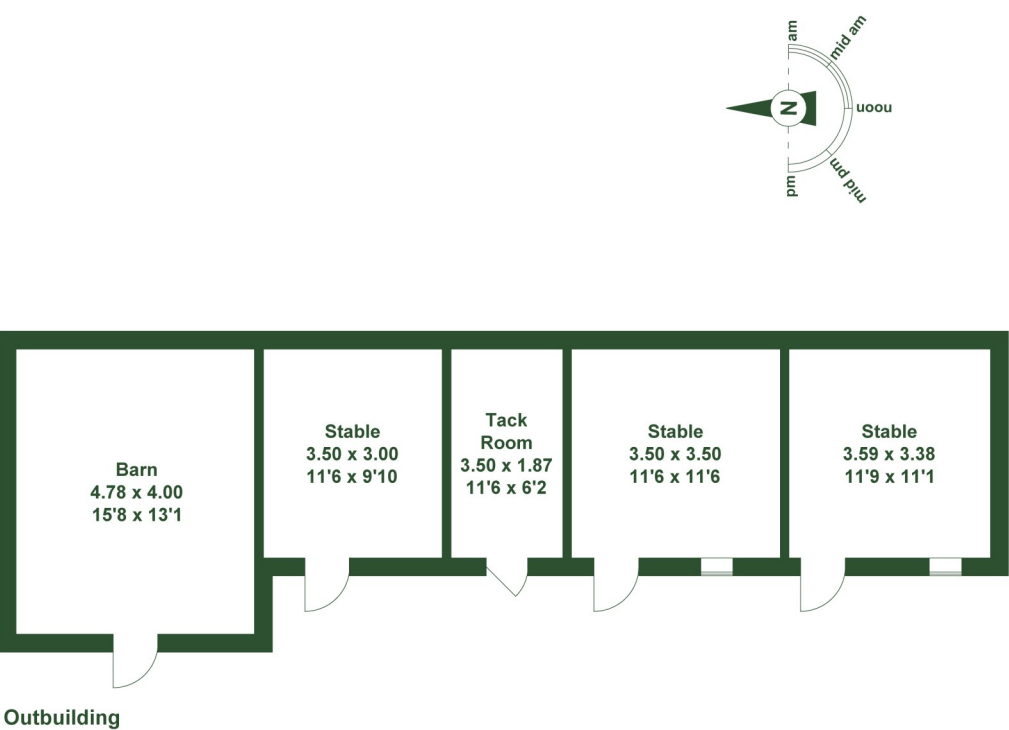 am
mid am
N
noon
mid pm
pm
Barn
4.78 x 4.00
15'8 x 13'1
Stable
3.50 x 3.00
11'6 x 9'10
Tack
Room
3.50 x 1.87
11'6 x 6'2
Stable
3.50 x 3.50
11'6 x 11'6
Stable
3.59 x 3.38
11'9 x 11'1
Outbuilding